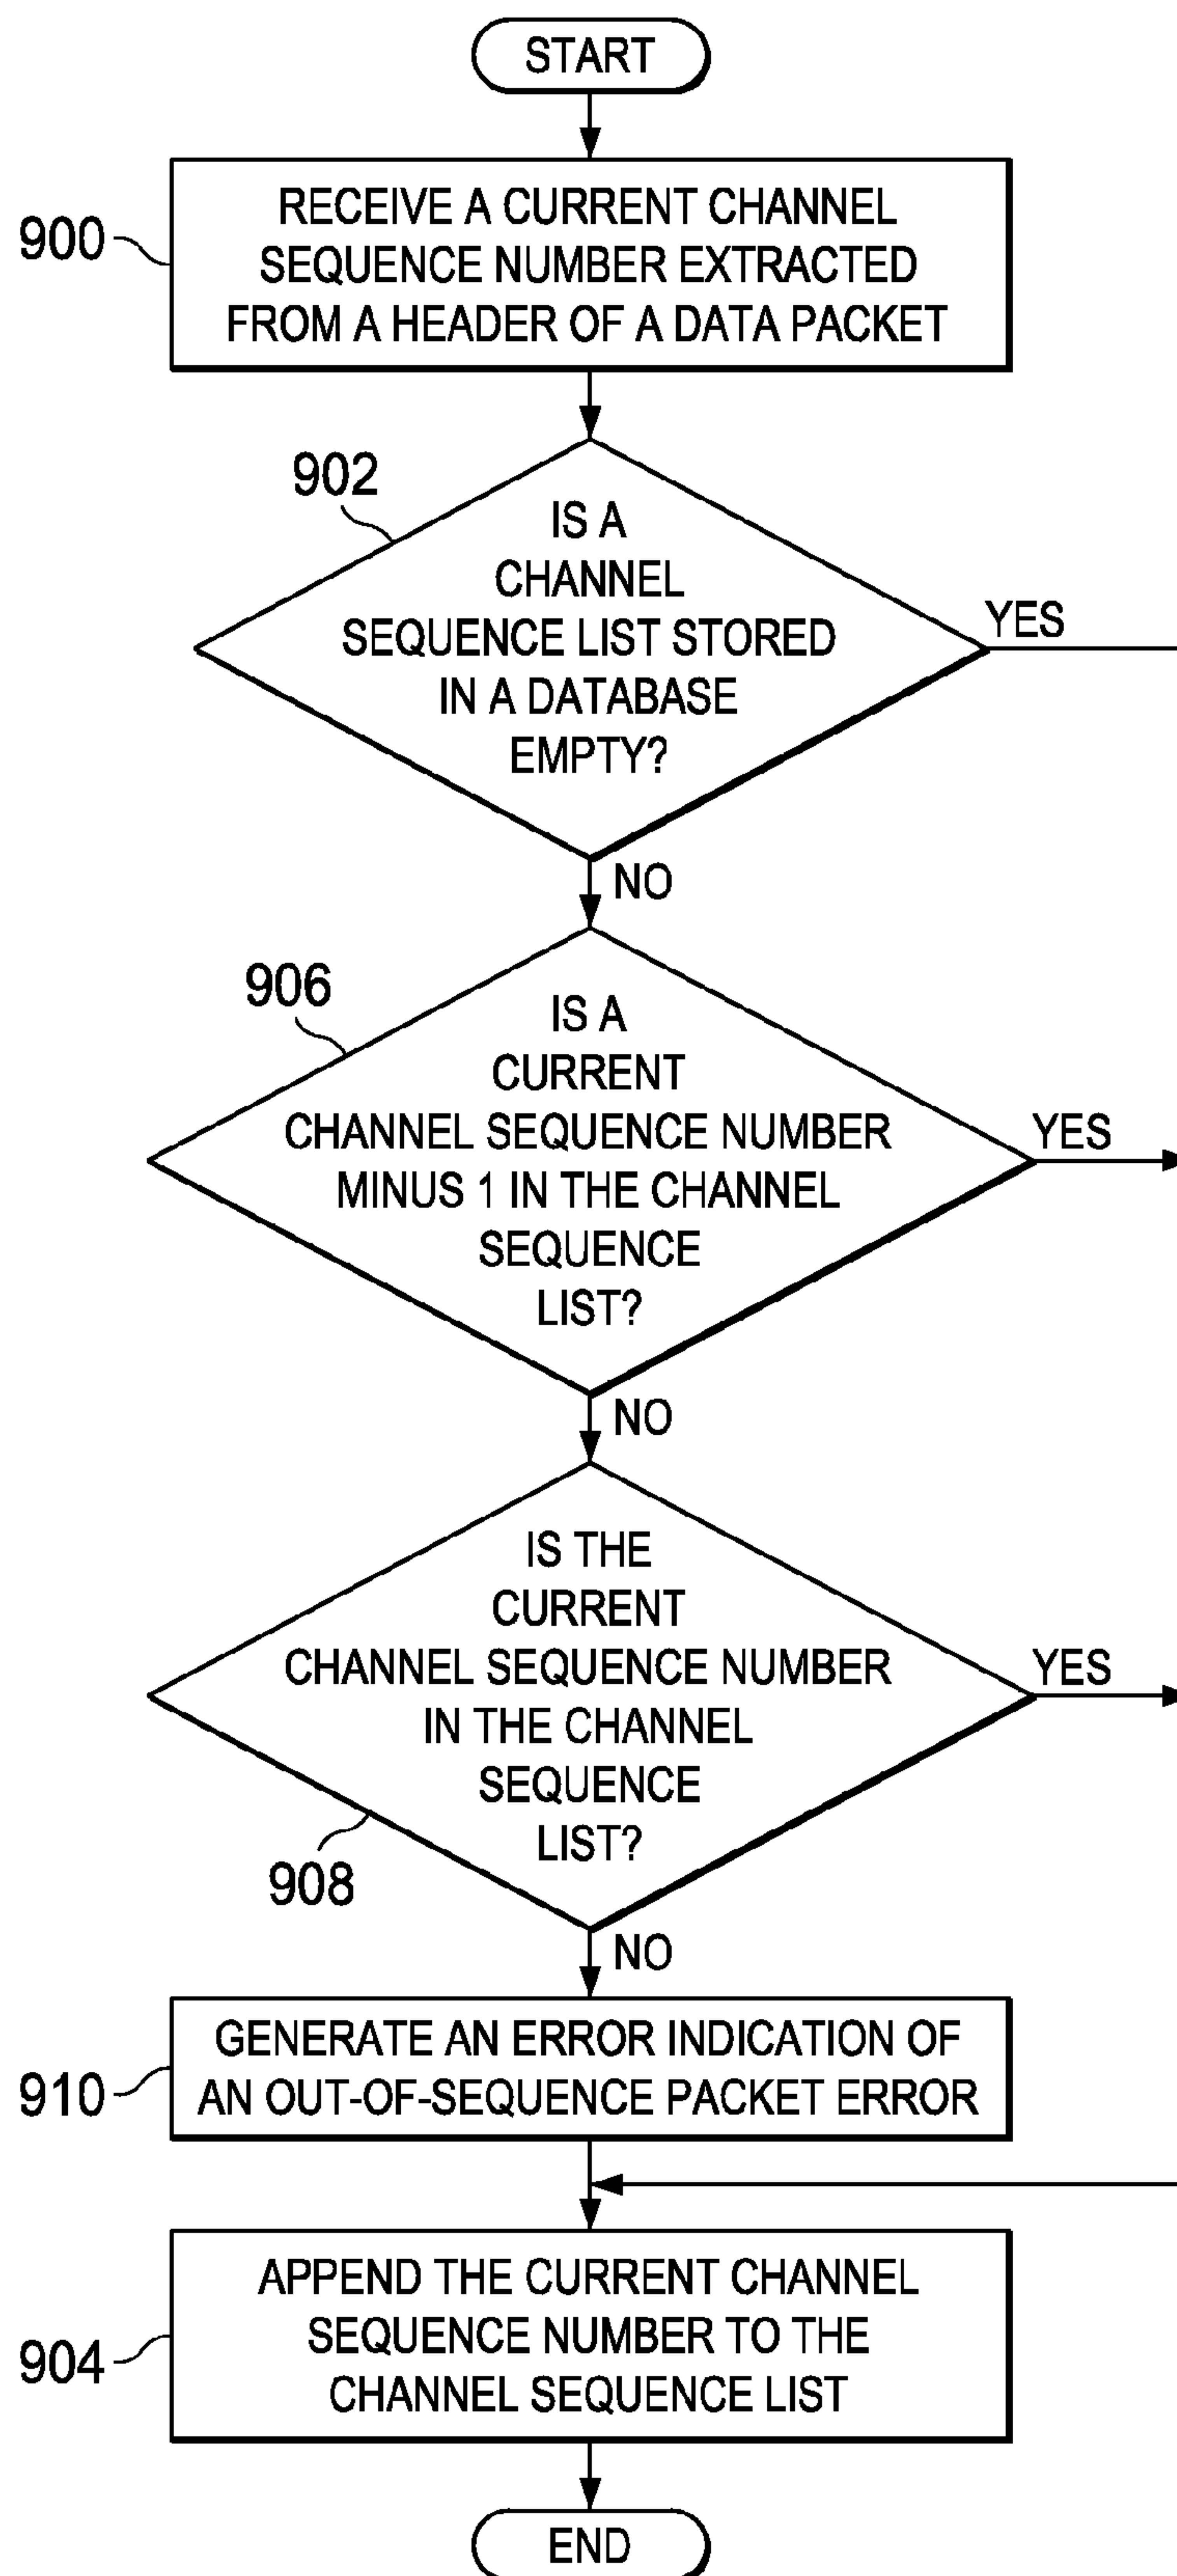 START
900
RECEIVE A CURRENT CHANNEL
SEQUENCE NUMBER EXTRACTED
FROM A HEADER OF A DATA PACKET
902
IS A
CHANNEL
SEQUENCE LIST STORED
IN A DATABASE
EMPTY?
YES
NO
906
IS A
CURRENT
CHANNEL SEQUENCE NUMBER
MINUS 1 IN THE CHANNEL
SEQUENCE
LIST?
YES
NO
IS THE
CURRENT
CHANNEL SEQUENCE NUMBER
IN THE CHANNEL
SEQUENCE
LIST?
YES
908
NO
910
GENERATE AN ERROR INDICATION OF
AN OUT-OF-SEQUENCE PACKET ERROR
904
APPEND THE CURRENT CHANNEL
SEQUENCE NUMBER TO THE
CHANNEL SEQUENCE LIST
END